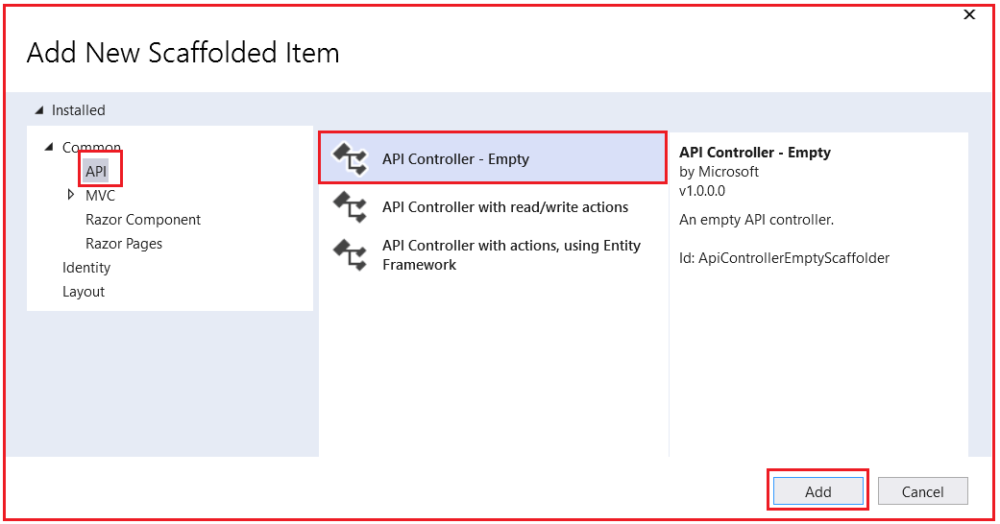 Add New Scaffolded Item
Installed
Common
API
MVC
Razor Component
Razor Pages
Identity
Layout
API Controller - Empty
API Controller with read/write actions
API Controller with actions, using Entity
Framework
API Controller - Empty
by Microsoft
v1.0.0.0
An empty API controller.
Id: ApiControllerEmptyScaffolder
Add
Cancel